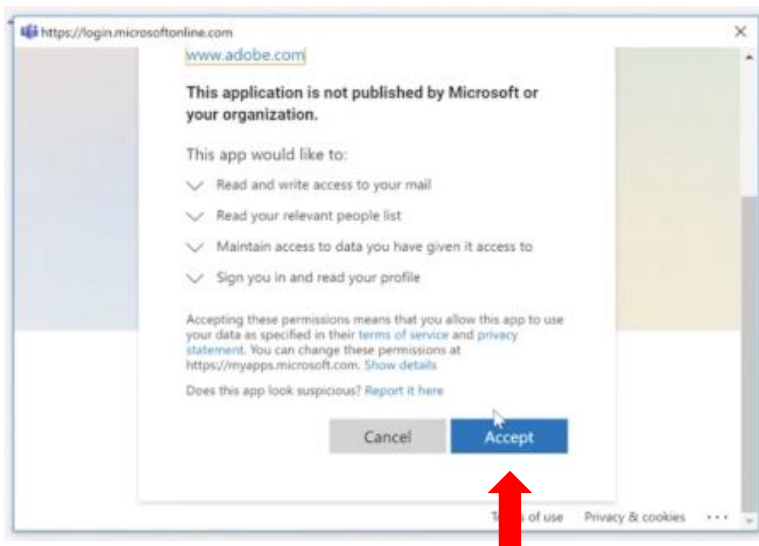 https://login.microsoftonline.com
www.adobe.com
This application is not published by Microsoft or
your organization.
This app would like to:
Read and write access to your mail
Read your relevant people list
Maintain access to data you have given it access to
Sign you in and read your profile
Accepting these permissions means that you allow this app to use
your data as specified in their terms of service and privacy
statement. You can change these permissions at
https://myapps.microsoft.com. Show details
Does this app look suspicious? Report it here
Cancel
Accept
of use Privacy & cookies ...